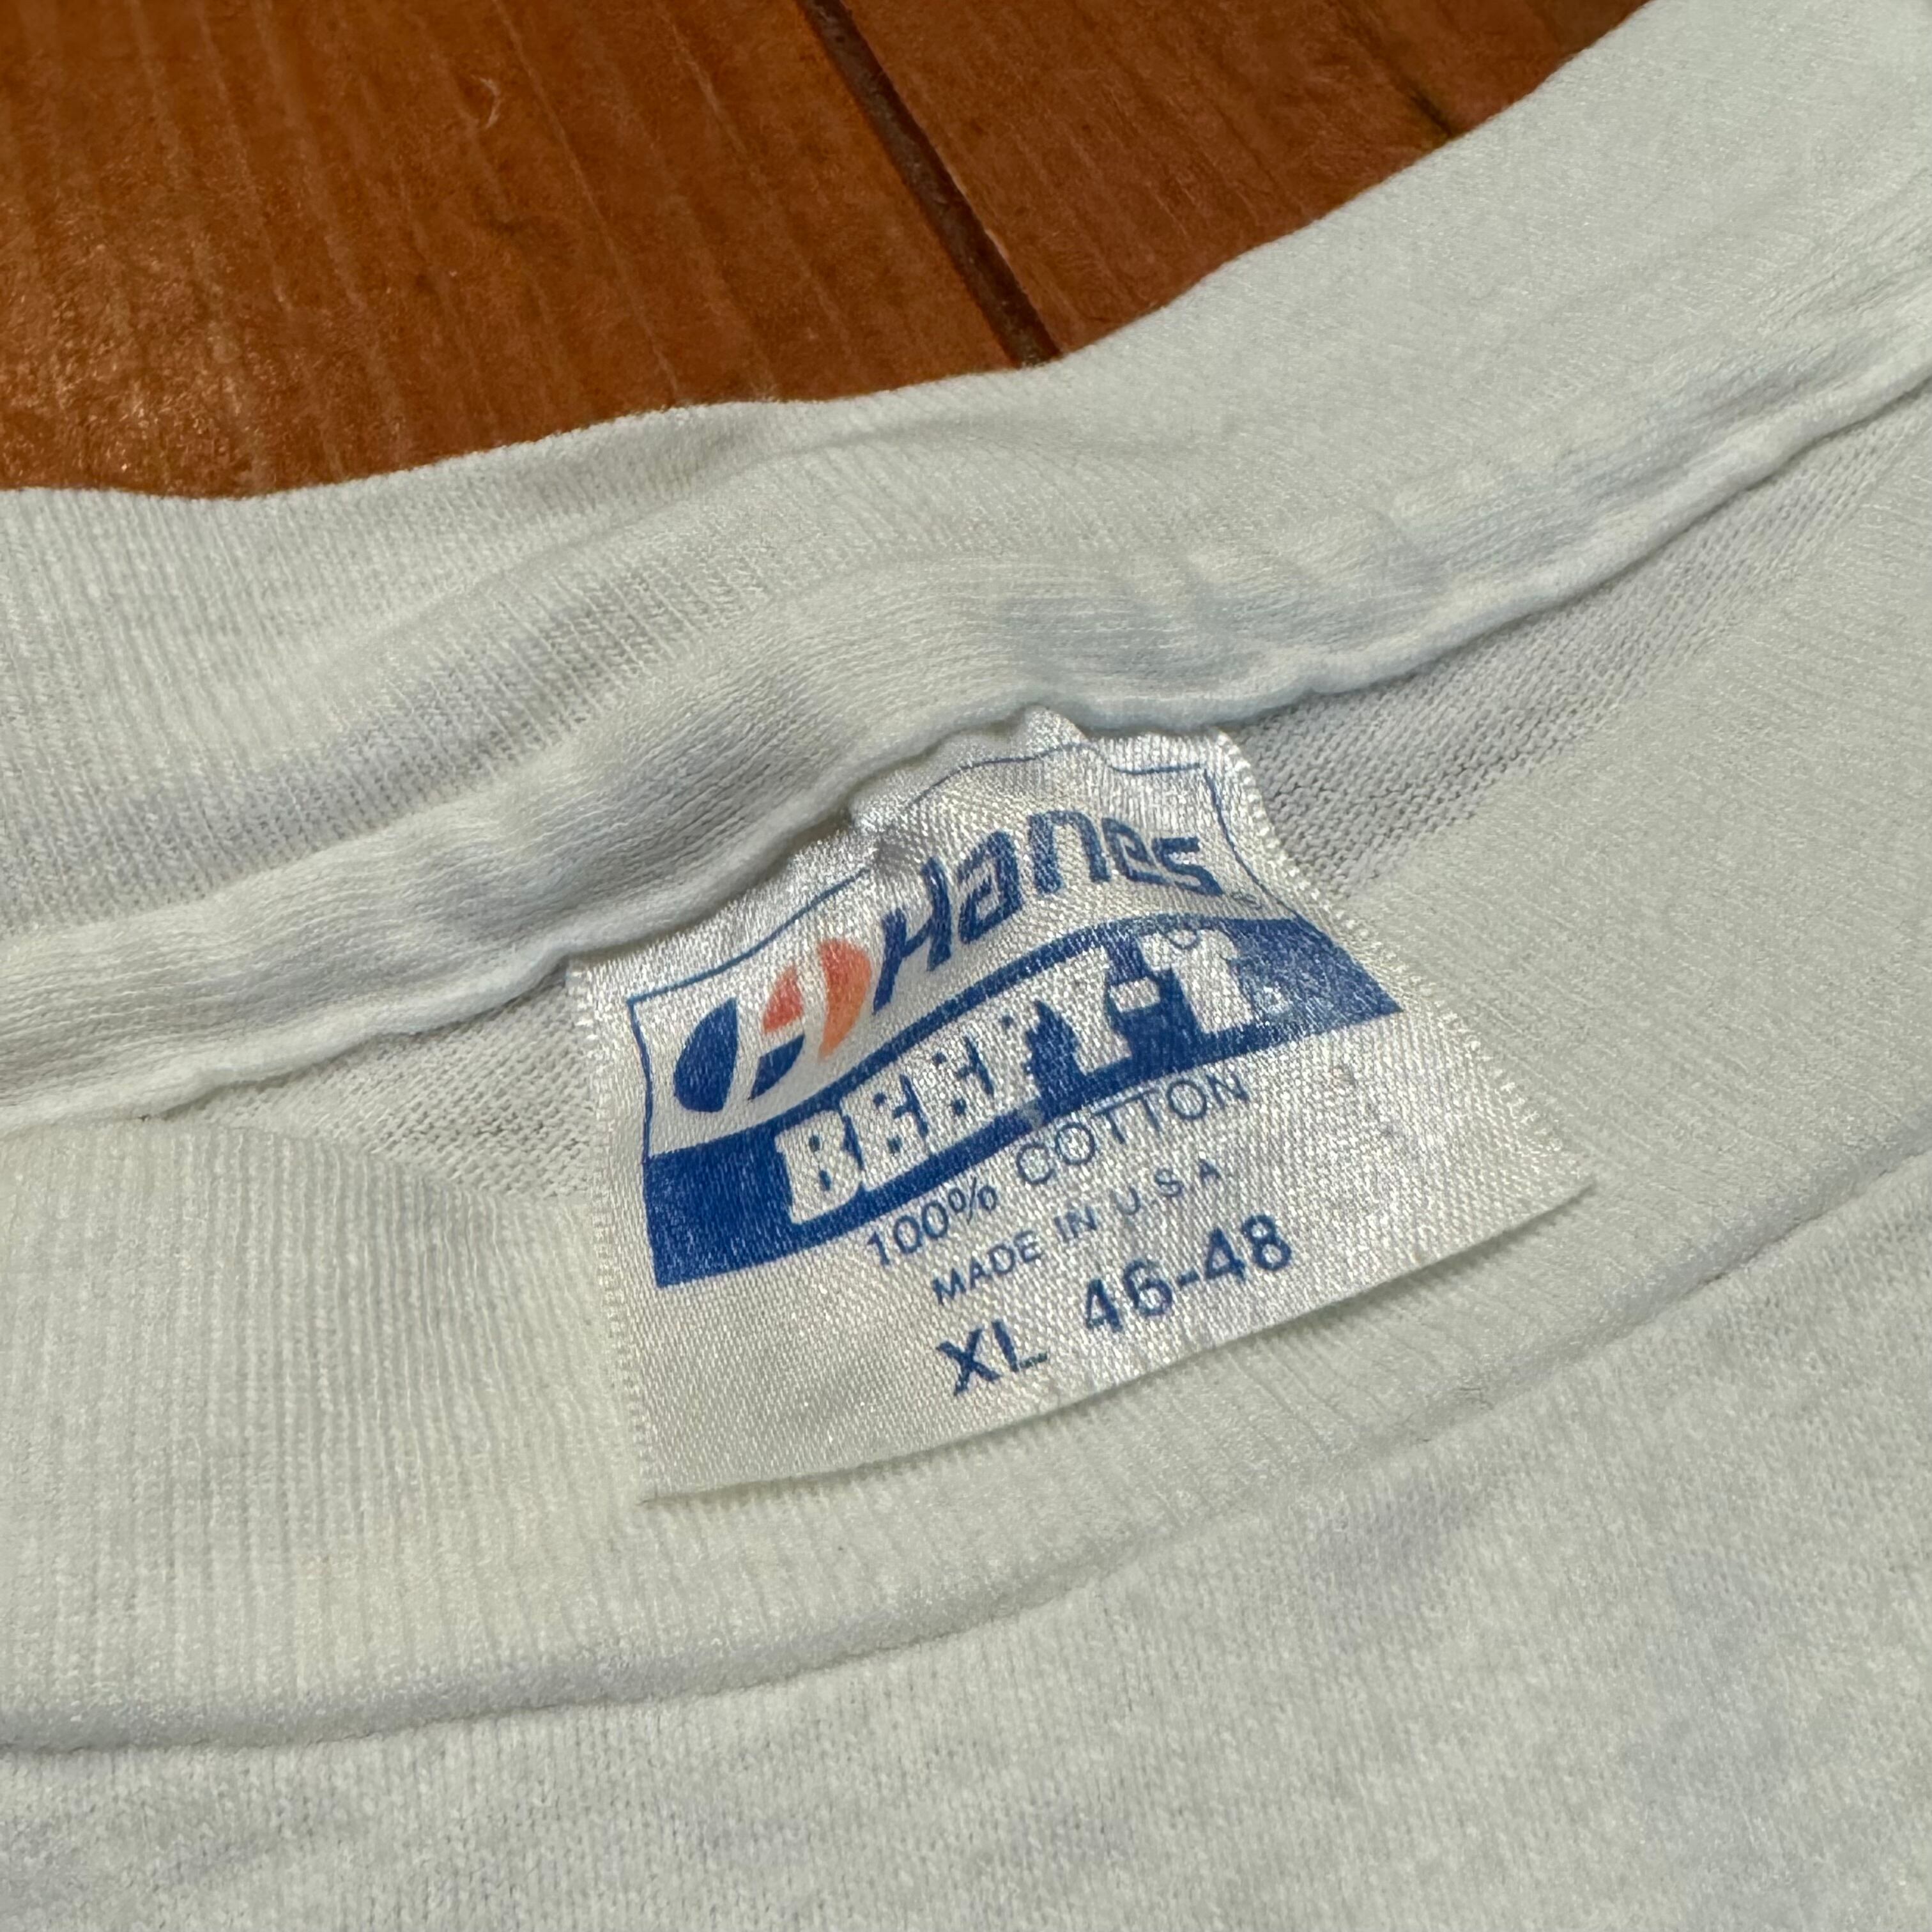 Hanes
BEEFY-T
100% COTTON
MADE IN U.S.A
XL 46-48